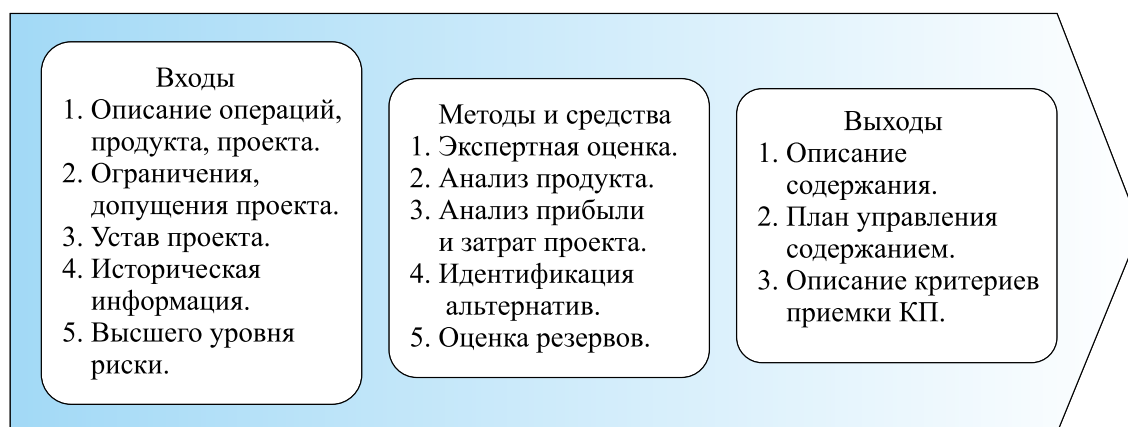 Входы
1. Описание операций,
продукта, проекта.
2. Ограничения,
допущения проекта.
3. Устав проекта.
4. Историческая
информация.
5. Высшего уровня
риски.
Методы и средства
1. Экспертная оценка.
2. Анализ продукта.
3. Анализ прибыли
и затрат проекта.
4. Идентификация
альтернатив.
5. Оценка резервов.
Выходы
1. Описание
содержания.
2. План управления
содержанием.
3. Описание критериев
приемки КП.